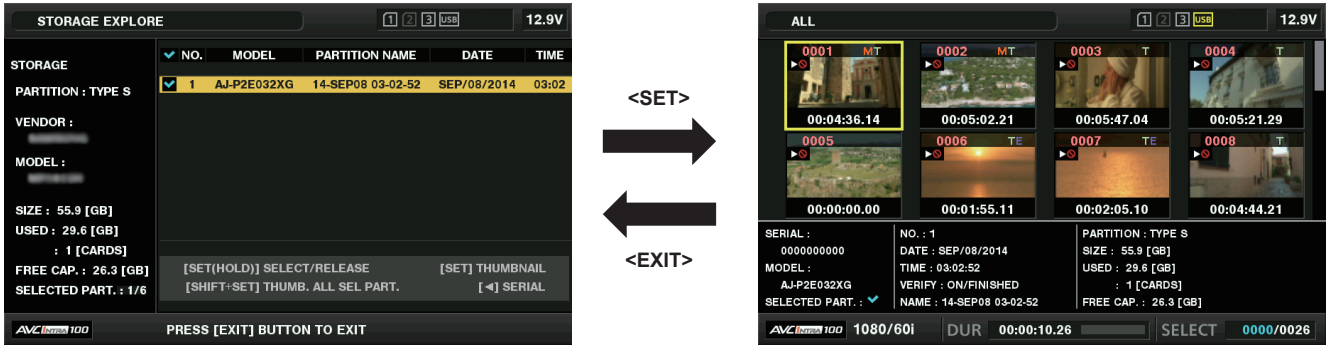 STORAGE EXPLORE
1 2 3 USB
12.9V
STORAGE
PARTITION : TYPE S
VENDOR :
MODEL :
SIZE : 55.9 [GB]
USED : 29.6 [GB]
: 1 [CARDS]
FREE CAP. : 26.3 [GB]
SELECTED PART. : 1/6
NO. MODEL PARTITION NAME DATE TIME
1 AJ-P2E032XG 14-SEP08 03-02-52 SEP/08/2014 03:02
[SET(HOLD)] SELECT/RELEASE [SET] THUMBNAIL
[SHIFT+SET] THUMB. ALL SEL PART. [◄] SERIAL
AVC INTRA 100 PRESS [EXIT] BUTTON TO EXIT
<SET>
<EXIT>
ALL
1 2 3 USB
12.9V
0001 MT
00:04:36.14
0002 MT
00:05:02.21
0003 T
00:05:47.04
0004 T
00:05:21.29
0005
00:00:00.00
0006 TE
00:01:55.11
0007 TE
00:02:05.10
0008 T
00:04:44.21
SERIAL :
0000000000
MODEL :
AJ-P2E032XG
SELECTED PART. :
NO. : 1
DATE : SEP/08/2014
TIME : 03:02:52
VERIFY : ON/FINISHED
NAME : 14-SEP08 03-02-52
PARTITION : TYPE S
SIZE : 55.9 [GB]
USED : 29.6 [GB]
: 1 [CARDS]
FREE CAP. : 26.3 [GB]
AVC INTRA 100 1080/60i DUR 00:00:10.26 SELECT 0000/0026